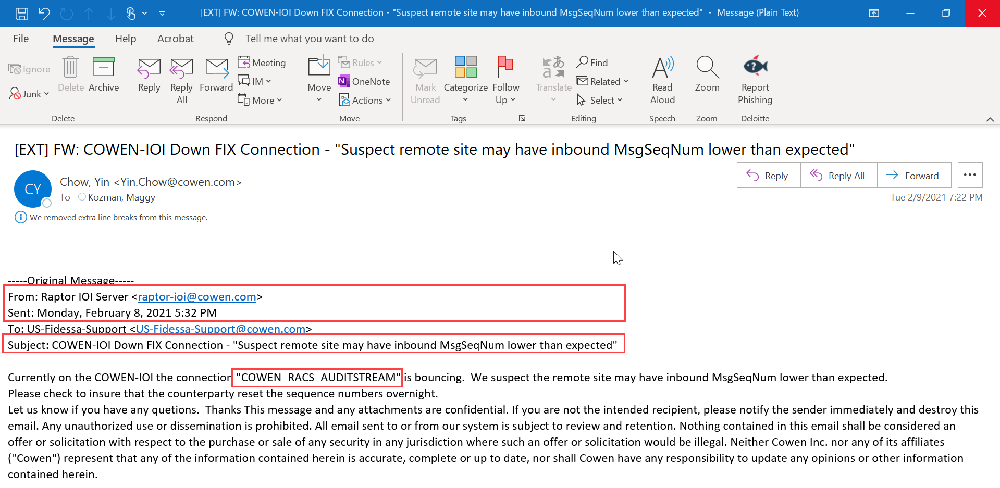 [EXT] FW: COWEN-IOI Down FIX Connection - "Suspect remote site may have inbound MsgSeqNum lower than expected" - Message (Plain Text)
File Message Help Acrobat Tell me what you want to do
Ignore
Junk
Delete
Archive
Delete
Reply
Reply All
Forward
Meeting
IM
More
Respond
Move
Rules
OneNote
Actions
Move
Mark Unread
Categorize
Follow Up
Tags
Translate
Find
Related
Select
Editing
Read Aloud
Speech
Zoom
Zoom
Report Phishing
Deloitte
[EXT] FW: COWEN-IOI Down FIX Connection - "Suspect remote site may have inbound MsgSeqNum lower than expected"
CY
Chow, Yin <Yin.Chow@cowen.com>
To Kozman, Maggy
Reply Reply All Forward
Tue 2/9/2021 7:22 PM
We removed extra line breaks from this message.
-----Original Message-----
From: Raptor IOI Server <raptor-ioi@cowen.com>
Sent: Monday, February 8, 2021 5:32 PM
To: US-Fidessa-Support <US-Fidessa-Support@cowen.com>
Subject: COWEN-IOI Down FIX Connection - "Suspect remote site may have inbound MsgSeqNum lower than expected"
Currently on the COWEN-IOI the connection "COWEN_RACS_AUDITSTREAM" is bouncing. We suspect the remote site may have inbound MsgSeqNum lower than expected.
Please check to insure that the counterparty reset the sequence numbers overnight.
Let us know if you have any quetions. Thanks This message and any attachments are confidential. If you are not the intended recipient, please notify the sender immediately and destroy this
email. Any unauthorized use or dissemination is prohibited. All email sent to or from our system is subject to review and retention. Nothing contained in this email shall be considered an
offer or solicitation with respect to the purchase or sale of any security in any jurisdiction where such an offer or solicitation would be illegal. Neither Cowen Inc. nor any of its affiliates
("Cowen") represent that any of the information contained herein is accurate, complete or up to date, nor shall Cowen have any responsibility to update any opinions or other information
contained herein.